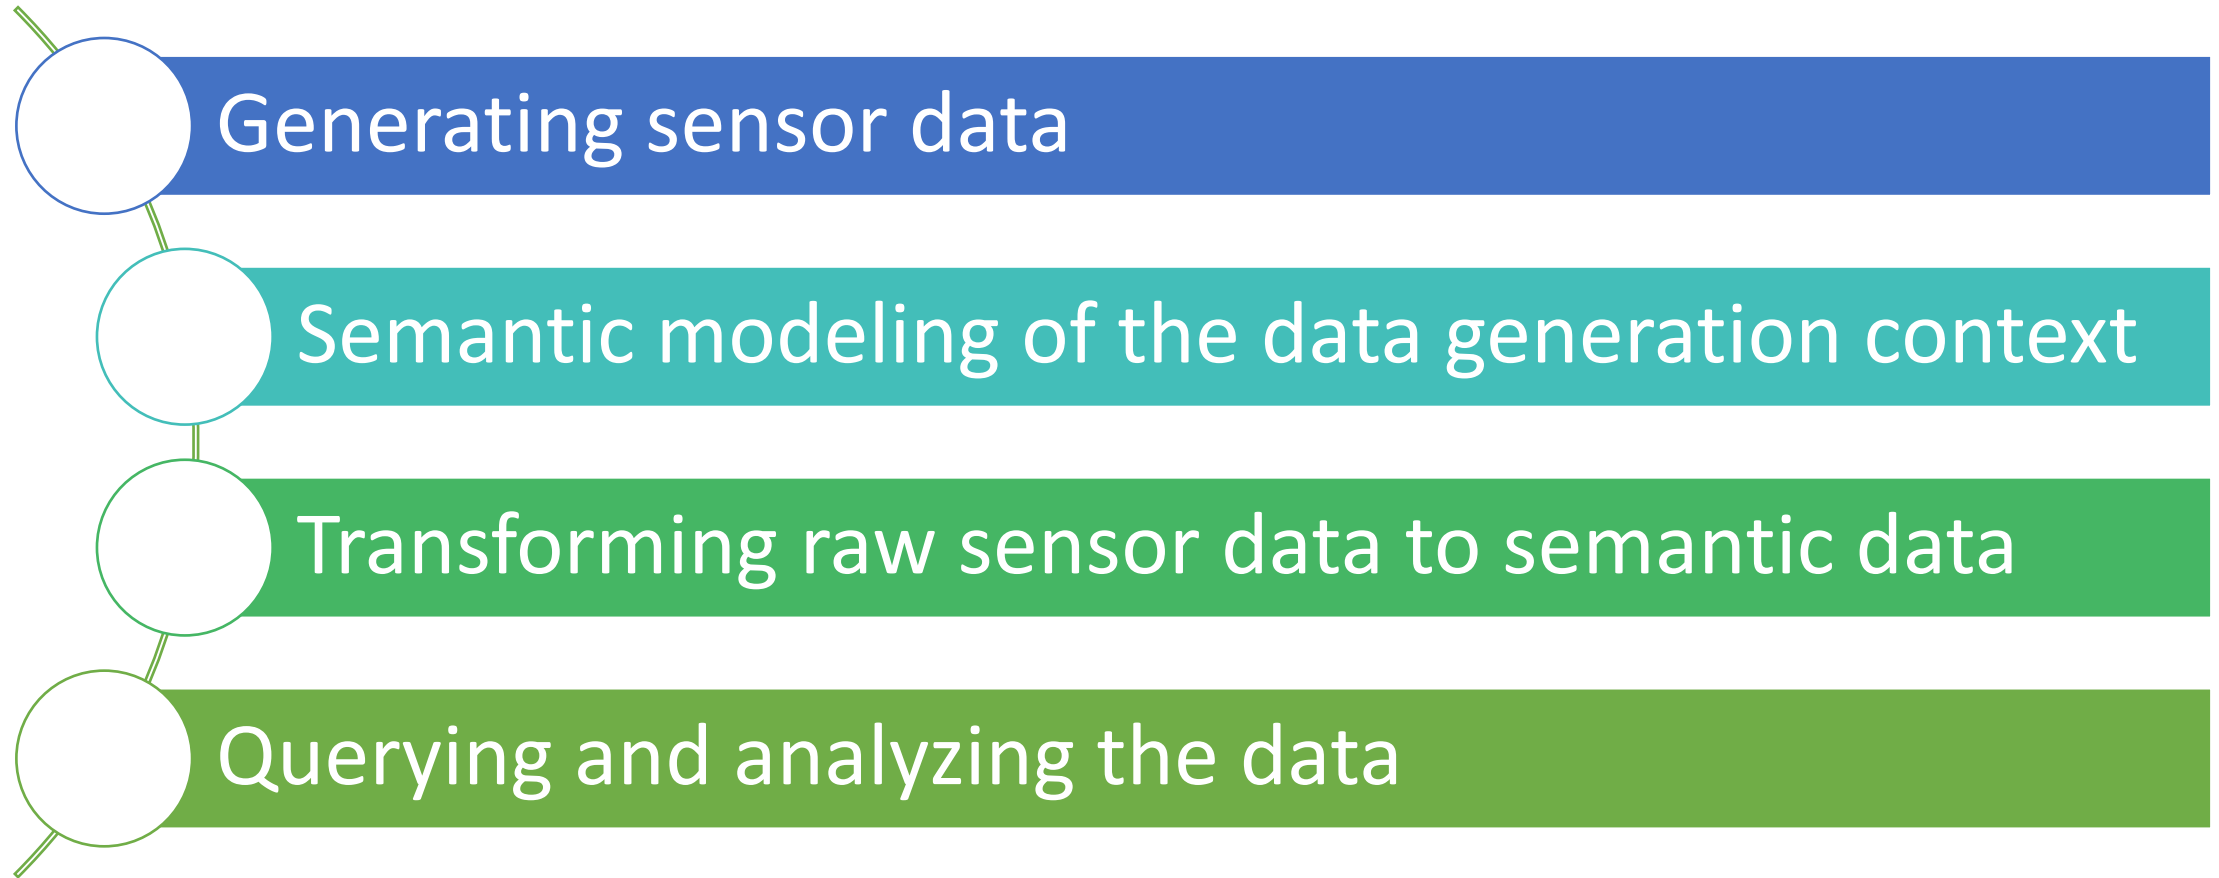 Generating sensor data
Semantic modeling of the data generation context
Transforming raw sensor data to semantic data
Querying and analyzing the data